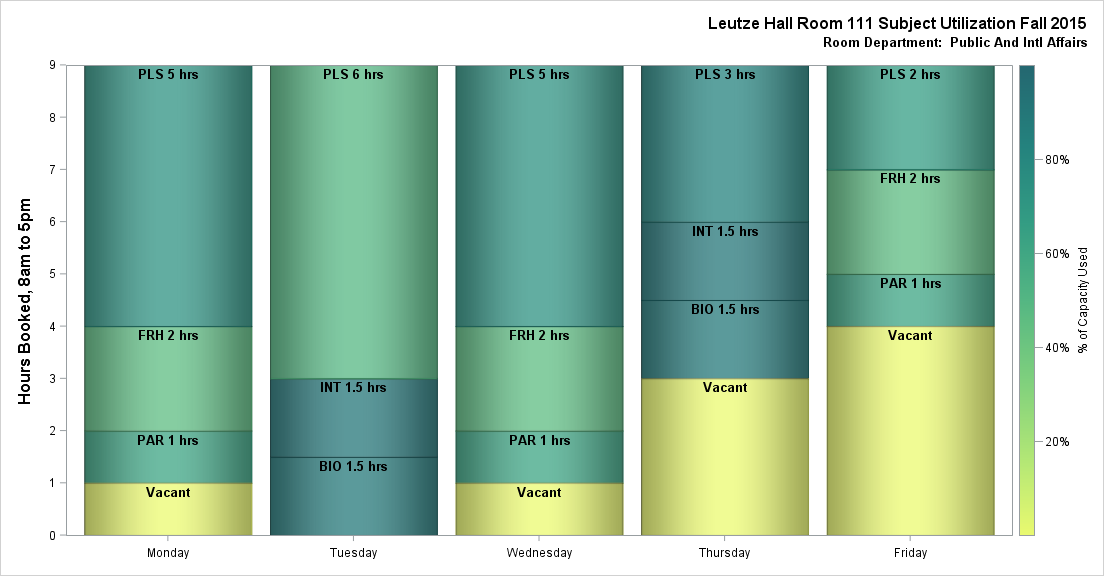 Leutze Hall Room 111 Subject Utilization Fall 2015
Room Department: Public And Intl Affairs
Hours Booked, 8am to 5pm
9
8
7
6
5
4
3
2
1
0
PLS 5 hrs
FRH 2 hrs
PAR 1 hrs
Vacant
PLS 6 hrs
INT 1.5 hrs
BIO 1.5 hrs
PLS 5 hrs
FRH 2 hrs
PAR 1 hrs
Vacant
PLS 3 hrs
INT 1.5 hrs
BIO 1.5 hrs
Vacant
PLS 2 hrs
FRH 2 hrs
PAR 1 hrs
Vacant
Monday
Tuesday
Wednesday
Thursday
Friday
80%
60%
40%
20%
% of Capacity Used